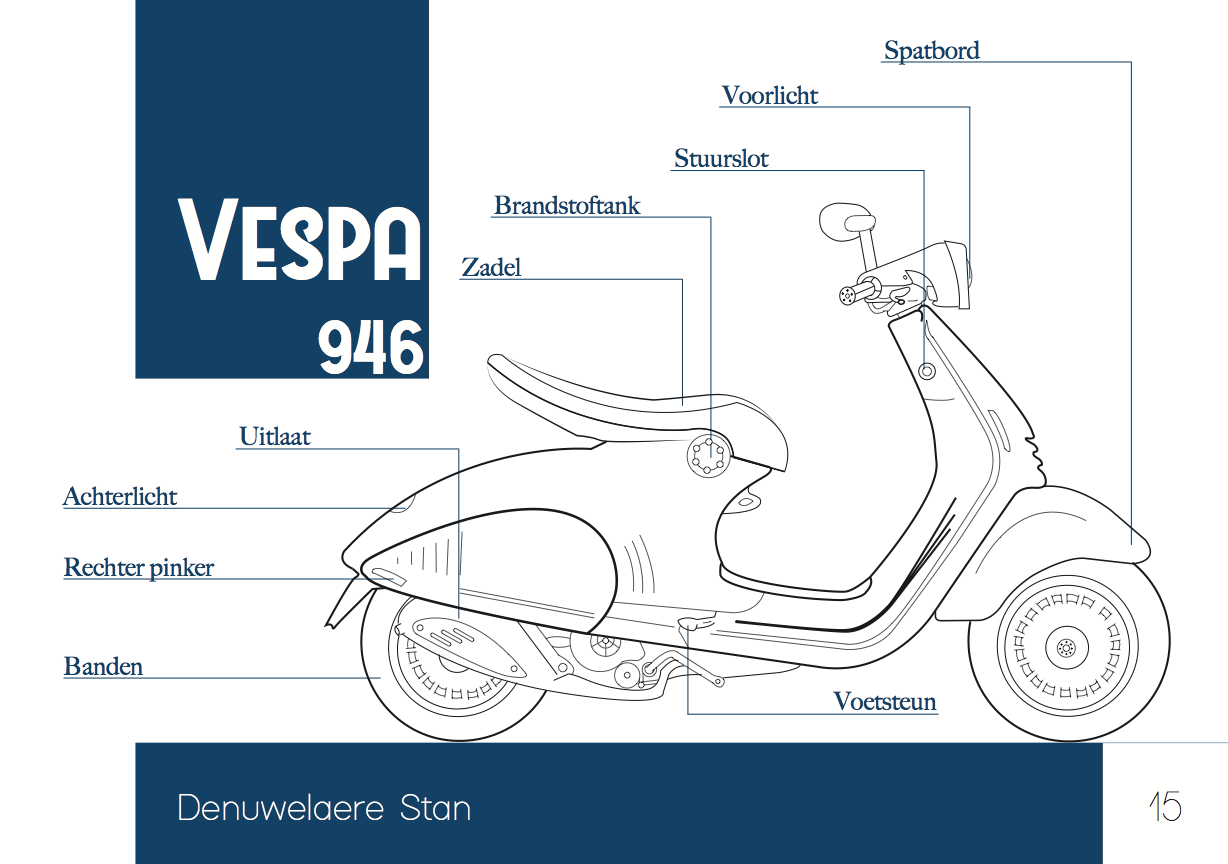 Spatbord
Voorlicht
Stuurslot
Brandstoftank
Zadel
VESPA
946
Uitlaat
Achterlicht
Rechter pinker
Banden
Voetsteun
Denuwelaere Stan
15